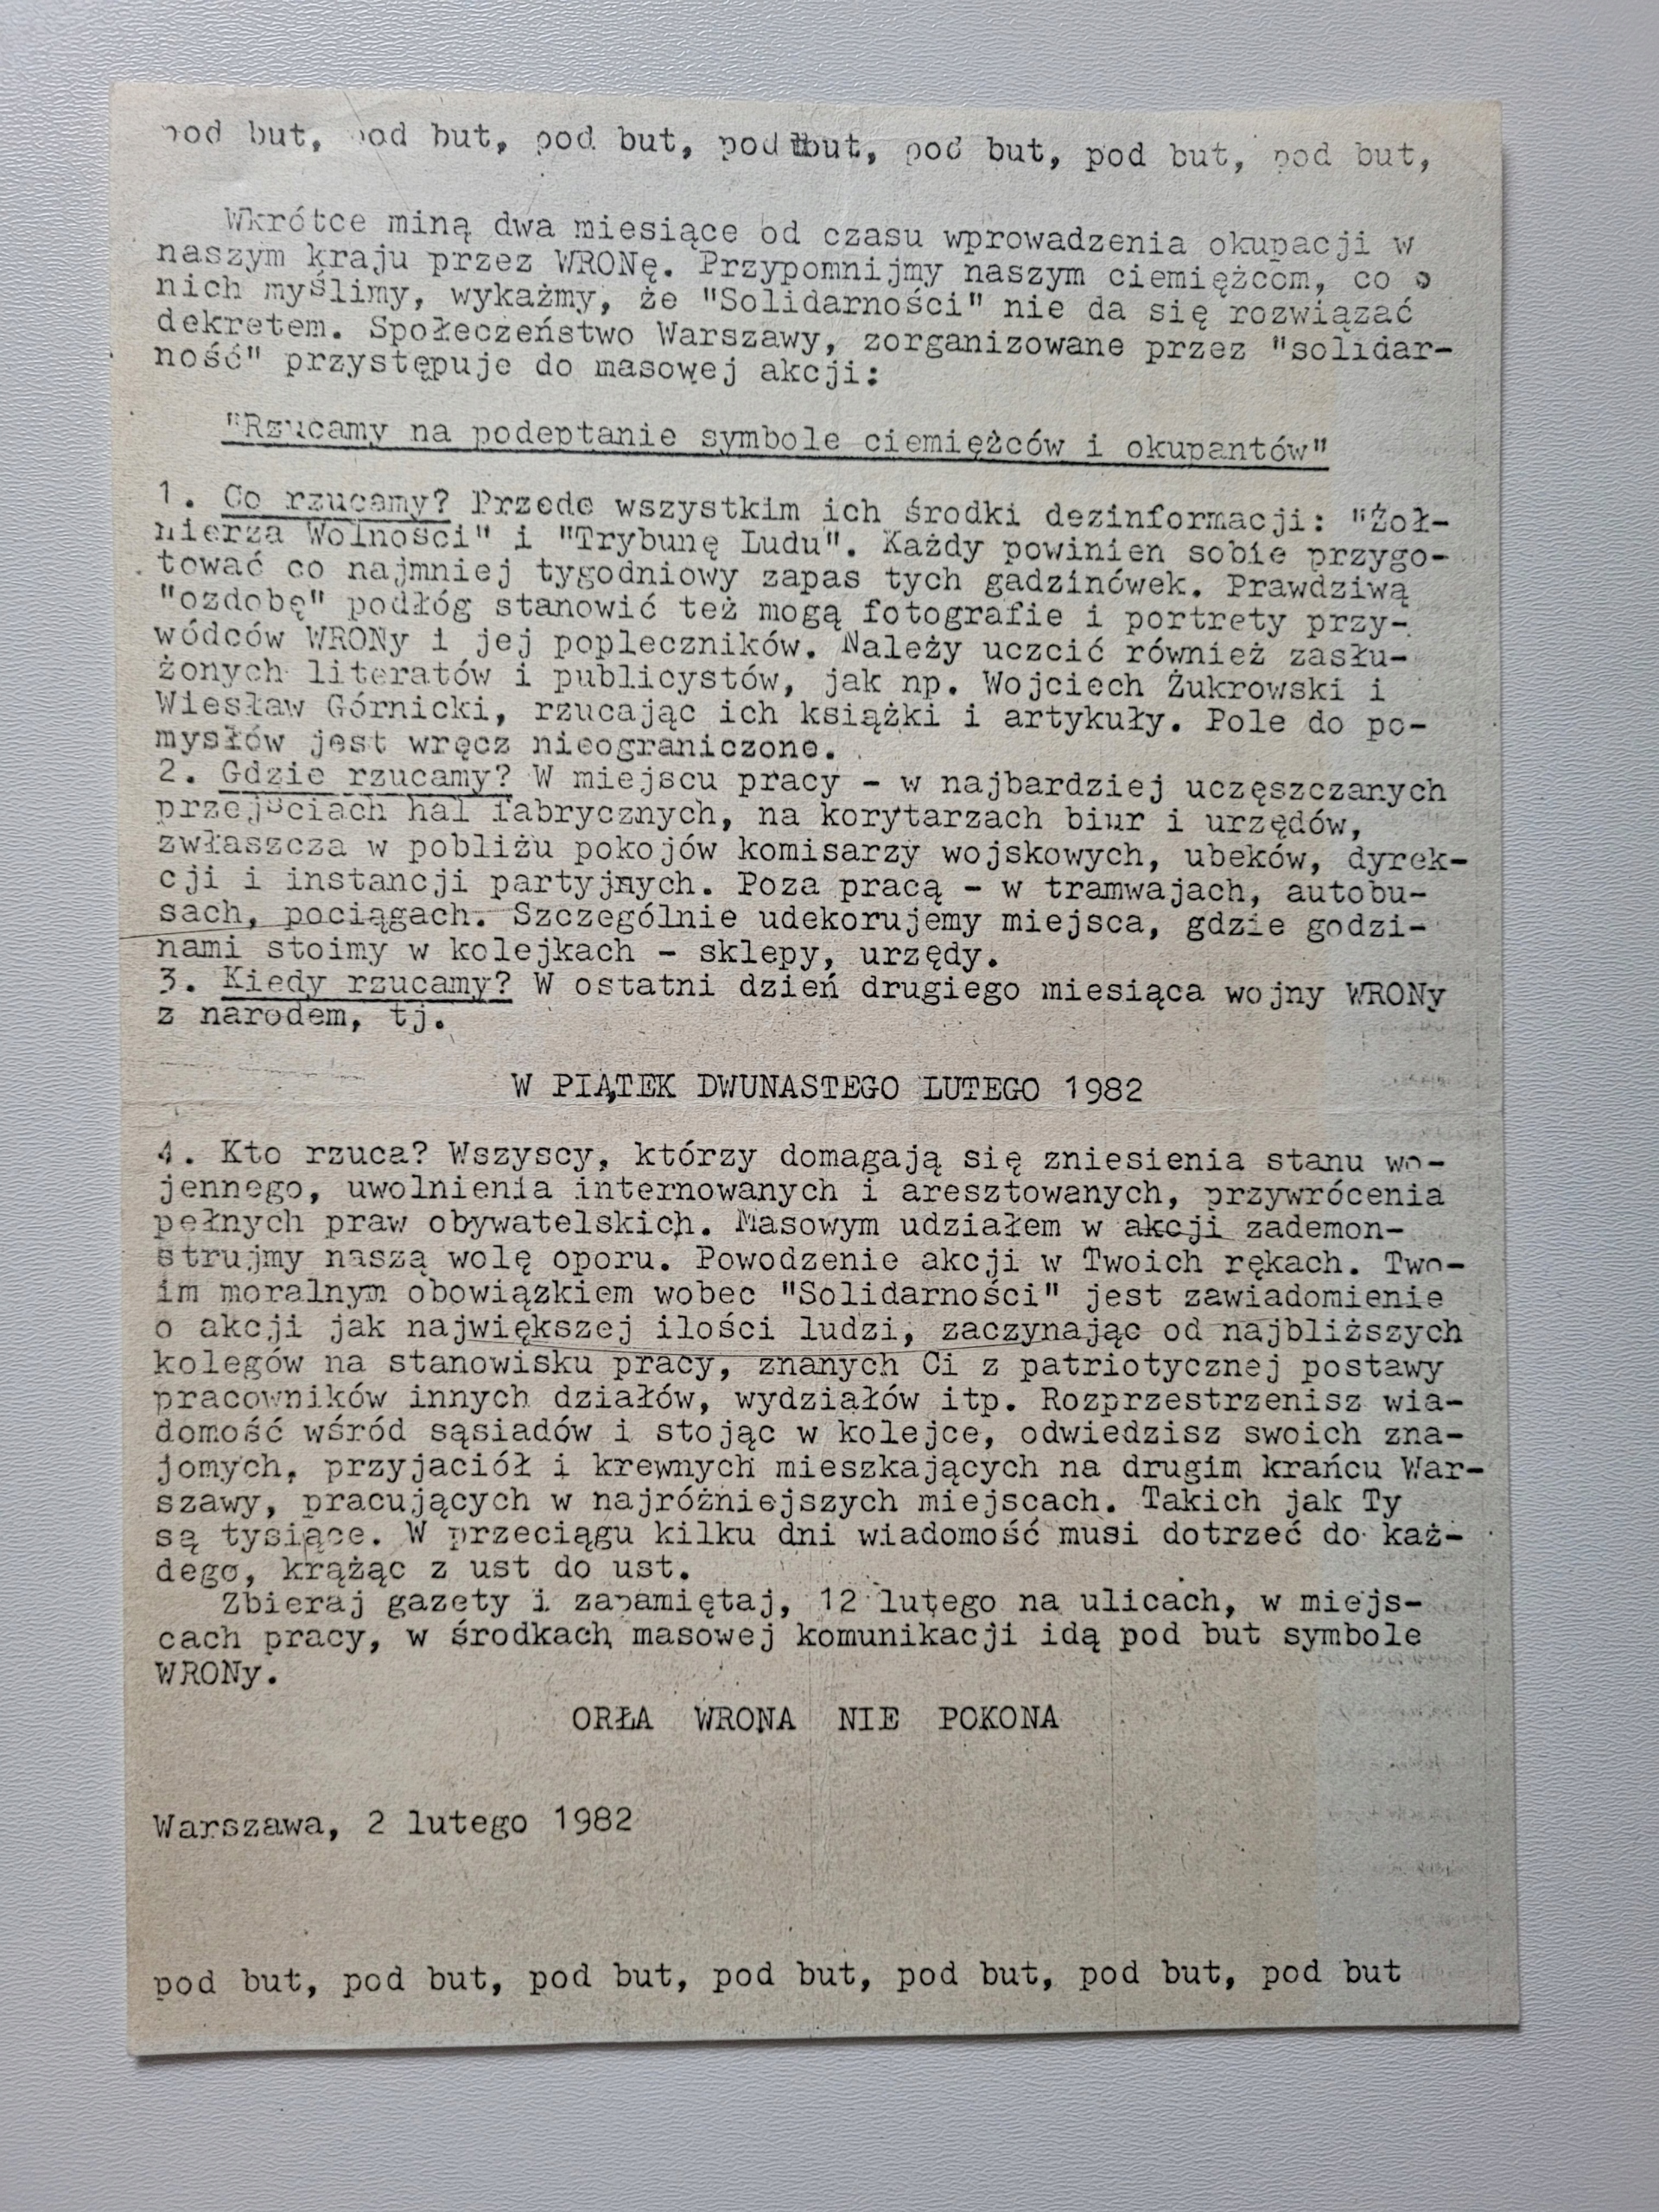 pod but, pod but, pod but, pod but, pod but, pod but, pod but,
Wkrótce miną dwa miesiące od czasu wprowadzenia okupacji w
naszym kraju przez WRONę. Przypomnijmy naszym ciemiężcom, co o
nich myślimy, wykażmy, że "Solidarności" nie da się rozwiązać
dekretem. Społeczeństwo Warszawy, zorganizowane przez "solidar-
ność" przystępuje do masowej akcji:
"Rzucamy na podeptanie symbole ciemiężców i okupantów"
1. Co rzucamy? Przede wszystkim ich środki dezinformacji: "Żoł-
nierza Wolności" i "Trybunę Ludu". Każdy powinien sobie przygo-
tować co najmniej tygodniowy zapas tych gadzinówek. Prawdziwą
"ozdobę" podłóg stanowić też mogą fotografie i portrety przy-
wódców WRONy i jej popleczników. Należy uczcić również zasłu-
żonych literatów i publicystów, jak np. Wojciech Żukrowski i
Wiesław Górnicki, rzucając ich książki i artykuły. Pole do po-
mysłów jest wręcz nieograniczone.
2. Gdzie rzucamy? W miejscu pracy - w najbardziej uczęszczanych
przejściach hal fabrycznych, na korytarzach biur i urzędów,
zwłaszcza w pobliżu pokojów komisarzy wojskowych, ubeków, dyrek-
cji i instancji partyjnych. Poza pracą - w tramwajach, autobu-
sach, pociągach. Szczególnie udekorujemy miejsca, gdzie godzi-
nami stoimy w kolejkach - sklepy, urzędy.
3. Kiedy rzucamy? W ostatni dzień drugiego miesiąca wojny WRONy
z narodem, tj.
W PIĄTEK DWUNASTEGO LUTEGO 1982
4. Kto rzuca? Wszyscy, którzy domagają się zniesienia stanu wo-
jennego, uwolnienia internowanych i aresztowanych, przywrócenia
pełnych praw obywatelskich. Masowym udziałem w akcji zademon-
strujmy naszą wolę oporu. Powodzenie akcji w Twoich rękach. Two-
im moralnym obowiązkiem wobec "Solidarności" jest zawiadomienie
o akcji jak największej ilości ludzi, zaczynając od najbliższych
kolegów na stanowisku pracy, znanych Ci z patriotycznej postawy
pracowników innych działów, wydziałów itp. Rozprzestrzenisz wia-
domość wśród sąsiadów i stojąc w kolejce, odwiedzisz swoich zna-
jomych, przyjaciół i krewnych mieszkających na drugim krańcu War-
szawy, pracujących w najróżniejszych miejscach. Takich jak Ty
są tysiące. W przeciągu kilku dni wiadomość musi dotrzeć do każ-
dego, krążąc z ust do ust.
Zbieraj gazety i zapamiętaj, 12 lutego na ulicach, w miejs-
cach pracy, w środkach masowej komunikacji idą pod but symbole
WRONy.
ORŁA WRONA NIE POKONA
Warszawa, 2 lutego 1982
pod but, pod but, pod but, pod but, pod but, pod but, pod but